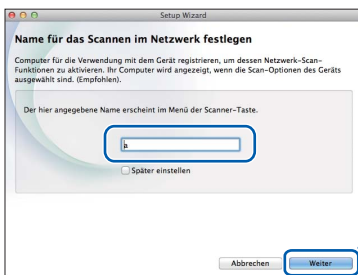 Setup Wizard
Name für das Scannen im Netzwerk festlegen
Computer für die Verwendung mit dem Gerät registrieren, um dessen Netzwerk-Scan-
Funktionen zu aktivieren. Ihr Computer wird angezeigt, wenn die Scan-Optionen des Geräts
ausgewählt sind. (Empfohlen).
Der hier angegebene Name erscheint im Menü der Scanner-Taste.
a
Später einstellen
Abbrechen
Weiter